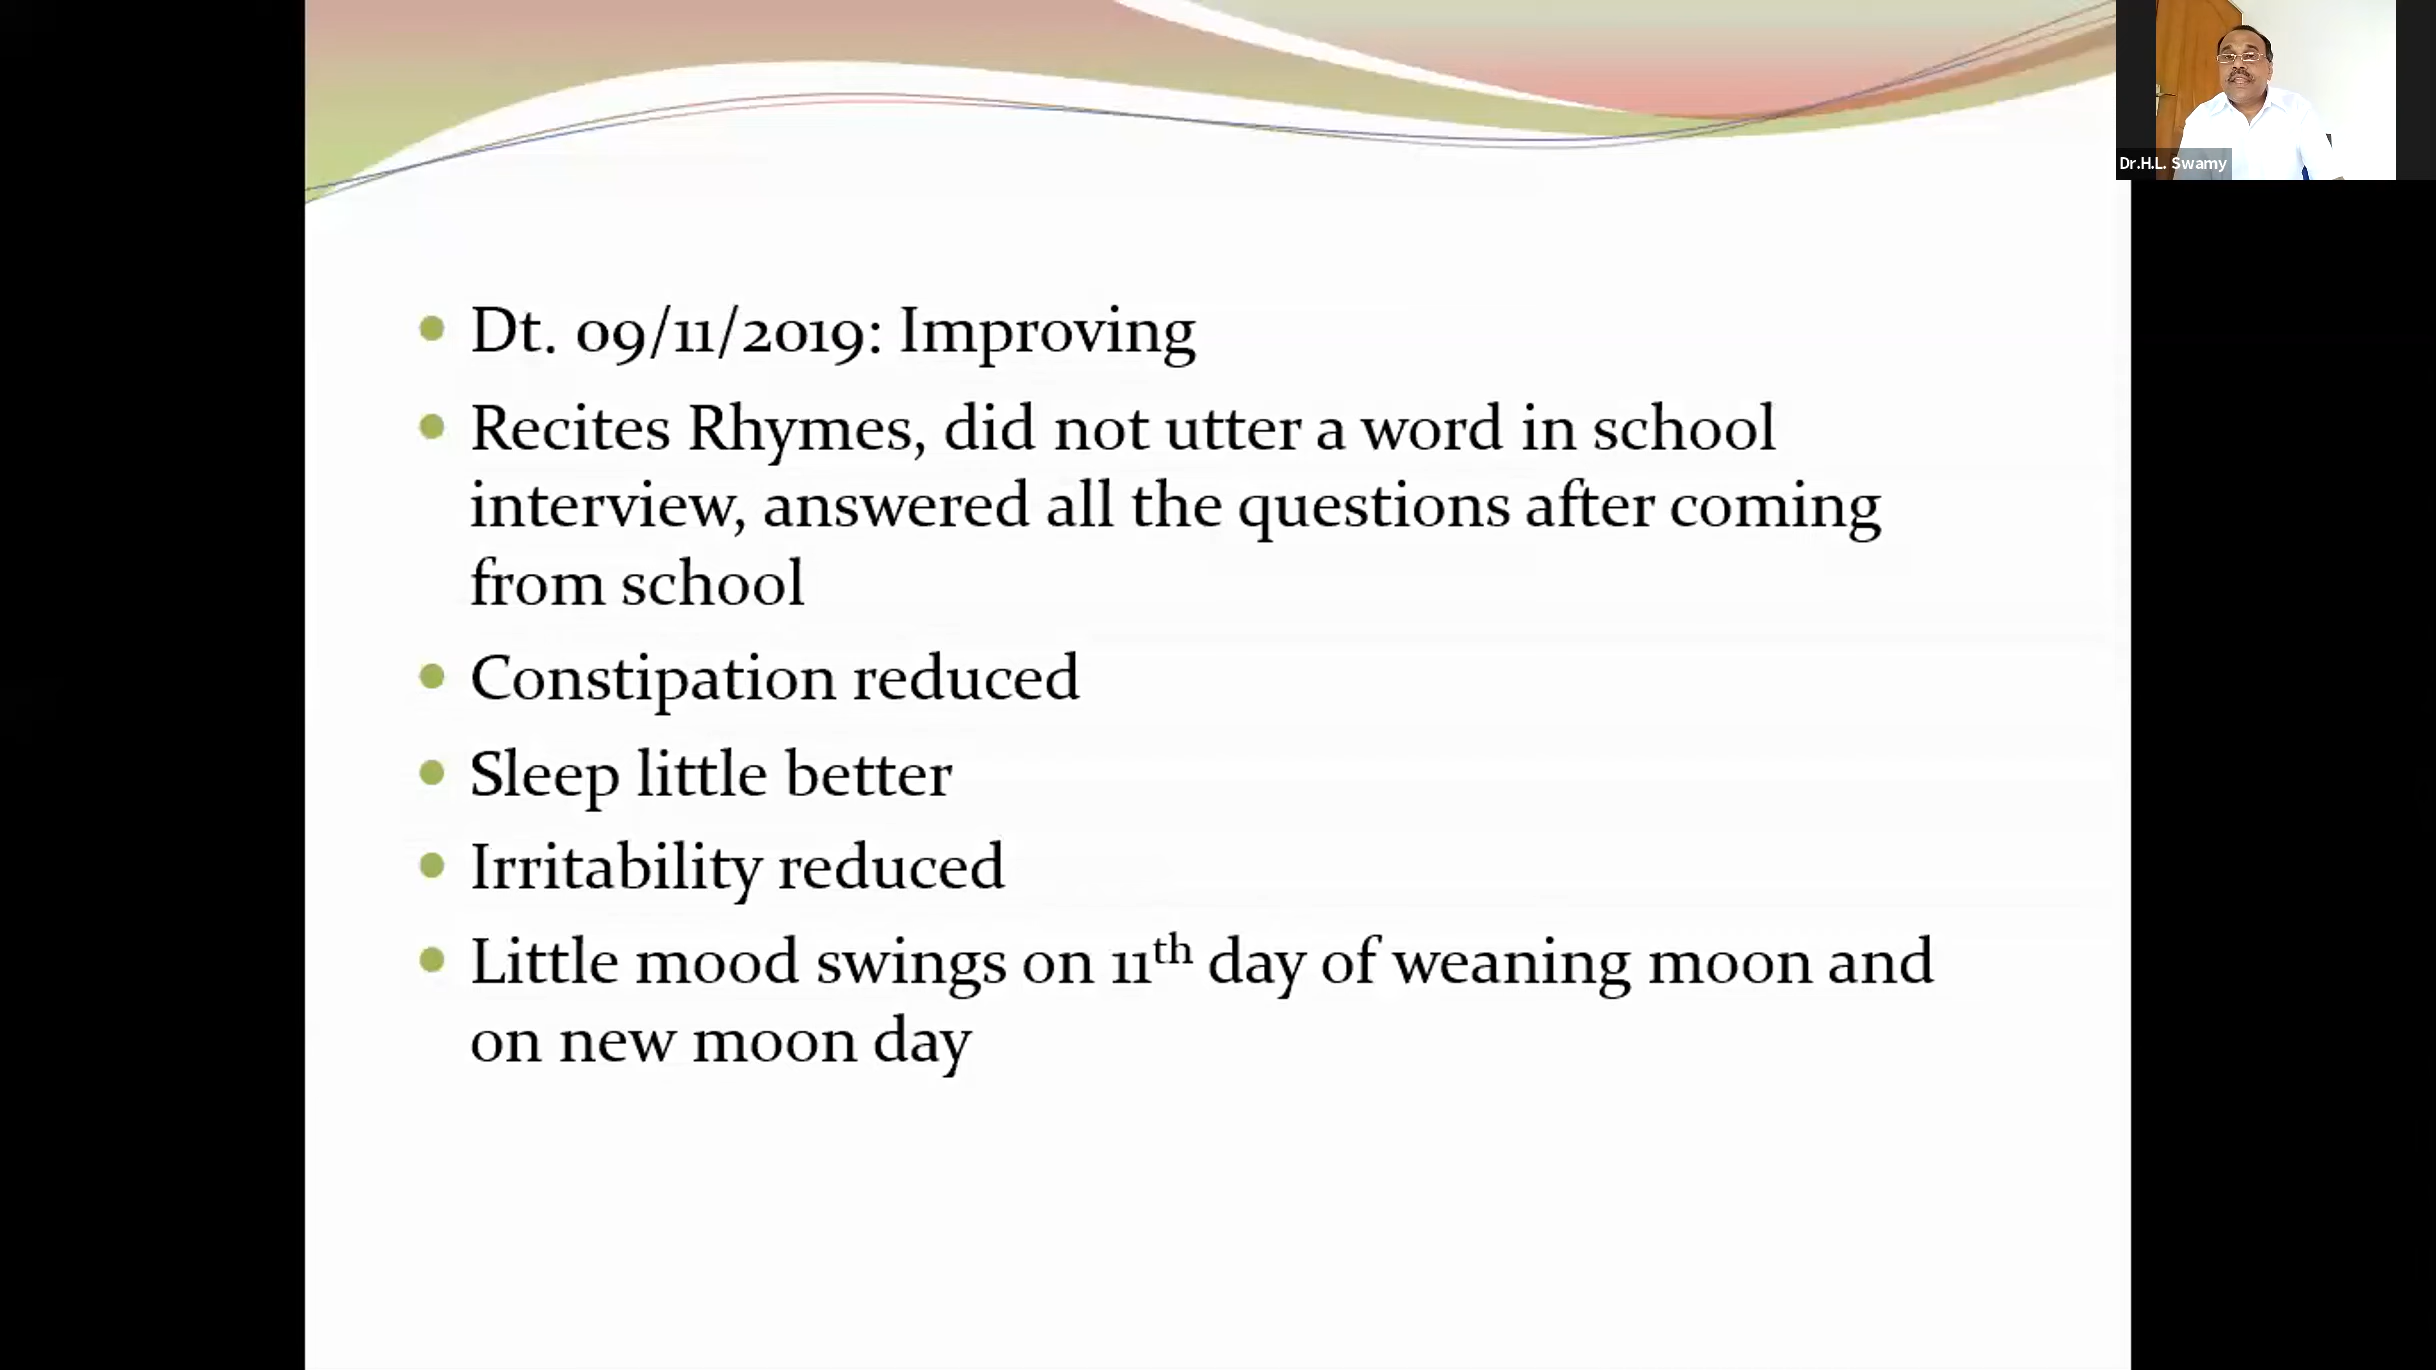 Dr.H.L. Swamy
Dt. 09/11/2019: Improving
Recites Rhymes, did not utter a word in school
interview, answered all the questions after coming
from school
Constipation reduced
Sleep little better
Irritability reduced
Little mood swings on 11th day of weaning moon and
on new moon day